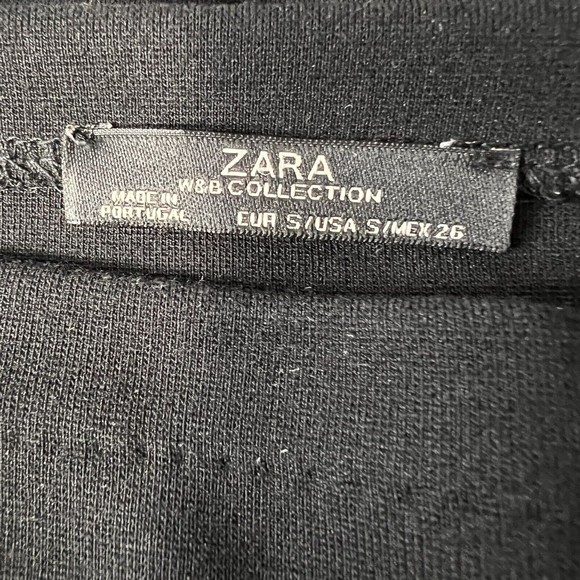 ZARA
W&B COLLECTION
MADE IN
PORTUGAL
EUR S/USA S/MEX 26